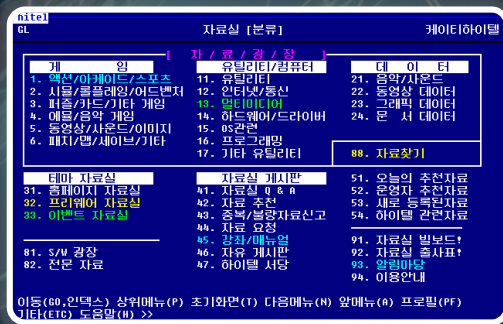 nitel
GL 자료실 [분류] 케이티하이텔
[ 자 / 료 / 광 / 장 ]
게 임 유틸리티/컴퓨터 데 이 터
1. 액션/아케이드/스포츠 11. 유틸리티 21. 음악/사운드
2. 시뮬/롤플레잉/어드벤처 12. 인터넷/통신 22. 동영상 데이터
3. 퍼즐/카드/기타 게임 13. 멀티미디어 23. 그래픽 데이터
4. 에뮬/음악 게임 14. 하드웨어/드라이버 24. 문 서 데이터
5. 동영상/사운드/이미지 15. OS관련
6. 패치/맵/세이브/기타 16. 프로그래밍
17. 기타 유틸리티 88. 자료찾기
테마 자료실 자료실 게시판 51. 오늘의 추천자료
31. 홈페이지 자료실 41. 자료실 Q & A 52. 운영자 추천자료
32. 프리웨어 자료실 42. 자료 추천 53. 새로 등록된자료
33. 이벤트 자료실 43. 중복/불량자료신고 54. 하이텔 관련자료
44. 자료 요청
45. 강좌/매뉴얼 91. 자료실 빌보드!
81. S/W 광장 46. 자유 게시판 92. 자료실 출사표!
82. 전문 자료 47. 하이텔 서당 93. 알림마당
94. 이용안내
이동(GO,인덱스) 상위메뉴(P) 초기화면(T) 다음메뉴(N) 앞메뉴(A) 프로필(PF)
기타(ETC) 도움말(H) >>